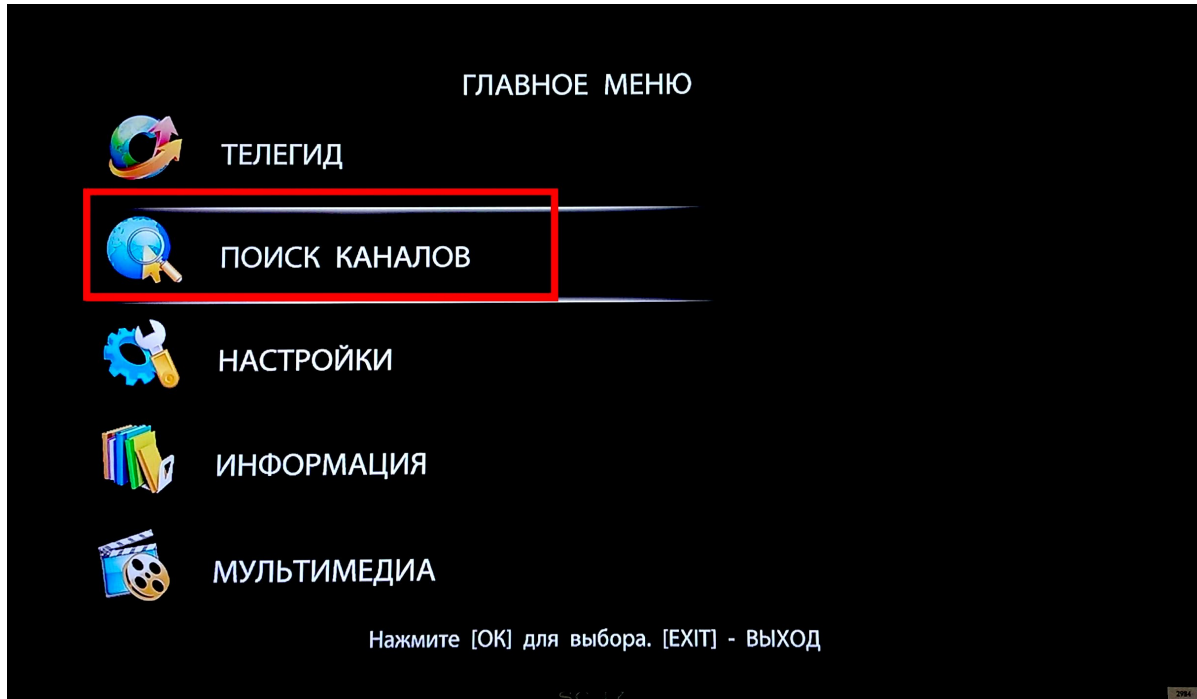 ГЛАВНОЕ МЕНЮ
ТЕЛЕГИД
ПОИСК КАНАЛОВ
НАСТРОЙКИ
ИНФОРМАЦИЯ
МУЛЬТИМЕДИА
Нажмите [OK] для выбора. [EXIT] - ВЫХОД